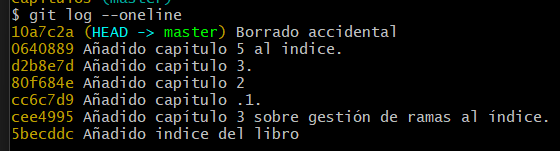 capitulos (master)
$ git log --oneline
10a7c2a (HEAD -> master) Borrado accidental
0640889 Añadido capitulo 5 al indice.
d2b8e7d Añadido capitulo 3.
80f684e Añadido capitulo 2
cc6c7d9 Añadido capitulo .1.
cee4995 Añadido capitulo 3 sobre gestión de ramas al índice.
5becddc Añadido indice del libro